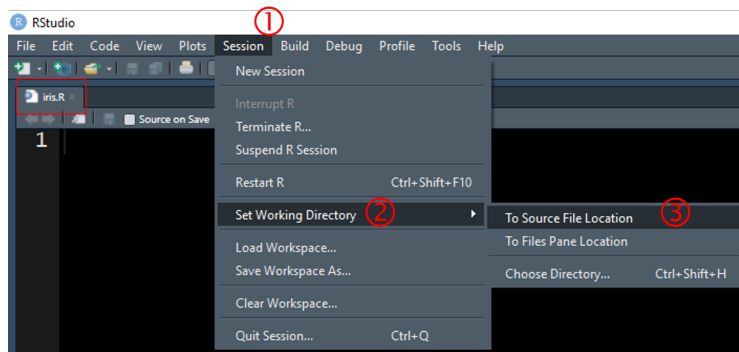 ①
RStudio
File Edit Code View Plots Session Build Debug Profile Tools Help
New Session
iris.R
Interrupt R
Source on Save
Terminate R...
1
Suspend R Session
Restart R Ctrl+Shift+F10
Set Working Directory ②
To Source File Location ③
To Files Pane Location
Load Workspace...
Save Workspace As...
Choose Directory... Ctrl+Shift+H
Clear Workspace...
Quit Session... Ctrl+Q